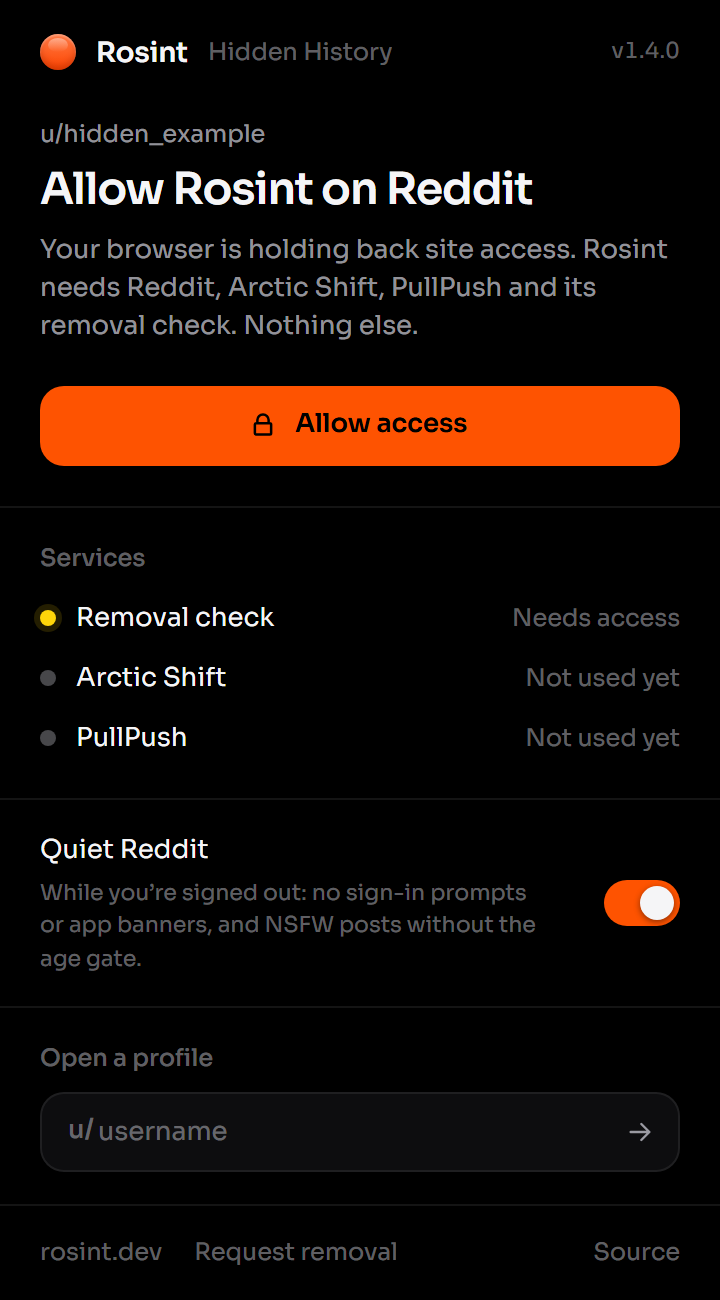 Rosint Hidden History v1.4.0
u/hidden_example
Allow Rosint on Reddit
Your browser is holding back site access. Rosint
needs Reddit, Arctic Shift, PullPush and its
removal check. Nothing else.
Allow access
Services
Removal check Needs access
Arctic Shift Not used yet
PullPush Not used yet
Quiet Reddit
While you’re signed out: no sign-in prompts
or app banners, and NSFW posts without the
age gate.
Open a profile
u/ username
rosint.dev Request removal Source